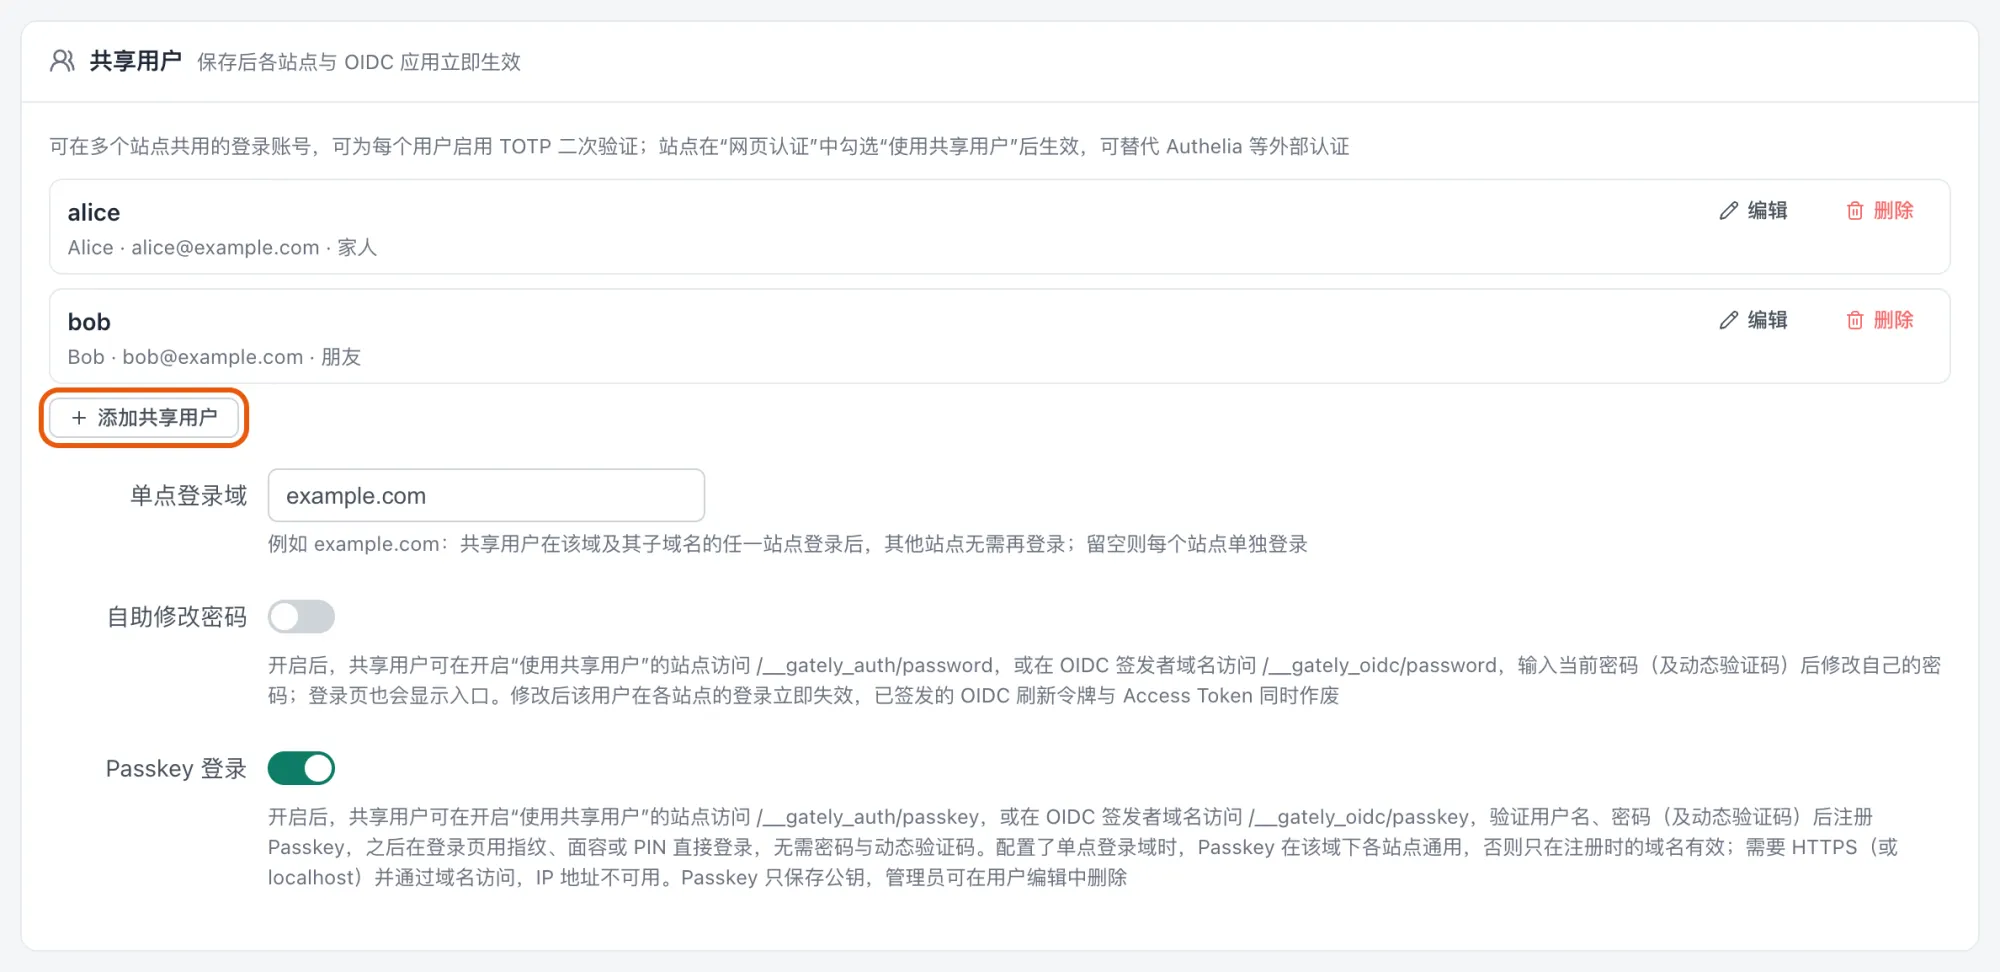 共享用户 保存后各站点与 OIDC 应用立即生效
可在多个站点共用的登录账号，可为每个用户启用 TOTP 二次验证；站点在“网页认证”中勾选“使用共享用户”后生效，可替代 Authelia 等外部认证
alice
编辑 删除
Alice · alice@example.com · 家人
bob
编辑 删除
Bob · bob@example.com · 朋友
+ 添加共享用户
单点登录域 example.com
例如 example.com：共享用户在该域及其子域名的任一站点登录后，其他站点无需再登录；留空则每个站点单独登录
自助修改密码
开启后，共享用户可在开启“使用共享用户”的站点访问 /__gately_auth/password，或在 OIDC 签发者域名访问 /__gately_oidc/password，输入当前密码（及动态验证码）后修改自己的密
码；登录页也会显示入口。修改后该用户在各站点的登录立即失效，已签发的 OIDC 刷新令牌与 Access Token 同时作废
Passkey 登录
开启后，共享用户可在开启“使用共享用户”的站点访问 /__gately_auth/passkey，或在 OIDC 签发者域名访问 /__gately_oidc/passkey，验证用户名、密码（及动态验证码）后注册
Passkey，之后在登录页用指纹、面容或 PIN 直接登录，无需密码与动态验证码。配置了单点登录域时，Passkey 在该域下各站点通用，否则只在注册时的域名有效；需要 HTTPS（或
localhost）并通过域名访问，IP 地址不可用。Passkey 只保存公钥，管理员可在用户编辑中删除